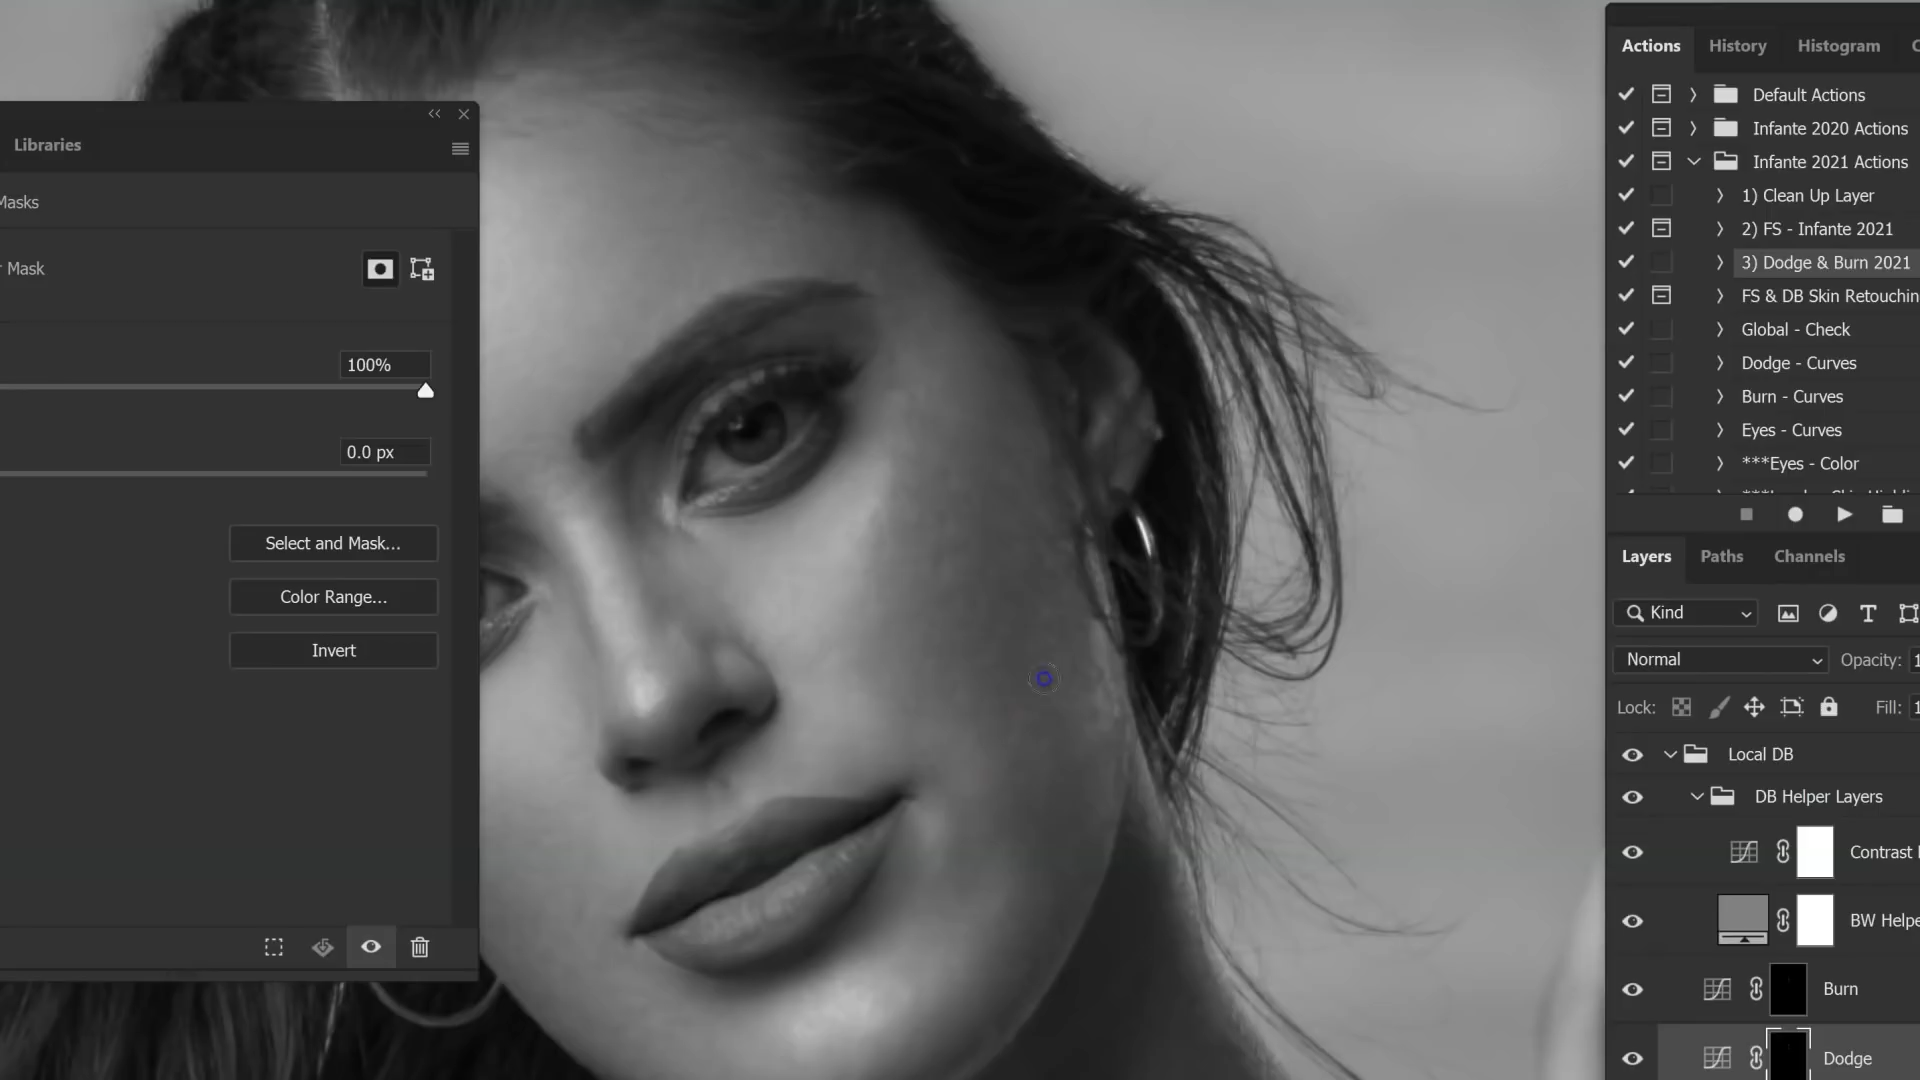 Libraries
Masks
Mask
100%
0.0 px
Select and Mask...
Color Range...
Invert
Actions
History
Histogram
Default Actions
Infante 2020 Actions
Infante 2021 Actions
1) Clean Up Layer
2) FS - Infante 2021
3) Dodge & Burn 2021
FS & DB Skin Retouchin
Global - Check
Dodge - Curves
Burn - Curves
Eyes - Curves
***Eyes - Color
Layers
Paths
Channels
Kind
Normal
Opacity:
Lock:
Fill:
Local DB
DB Helper Layers
Contrast
BW Helpe
Burn
Dodge